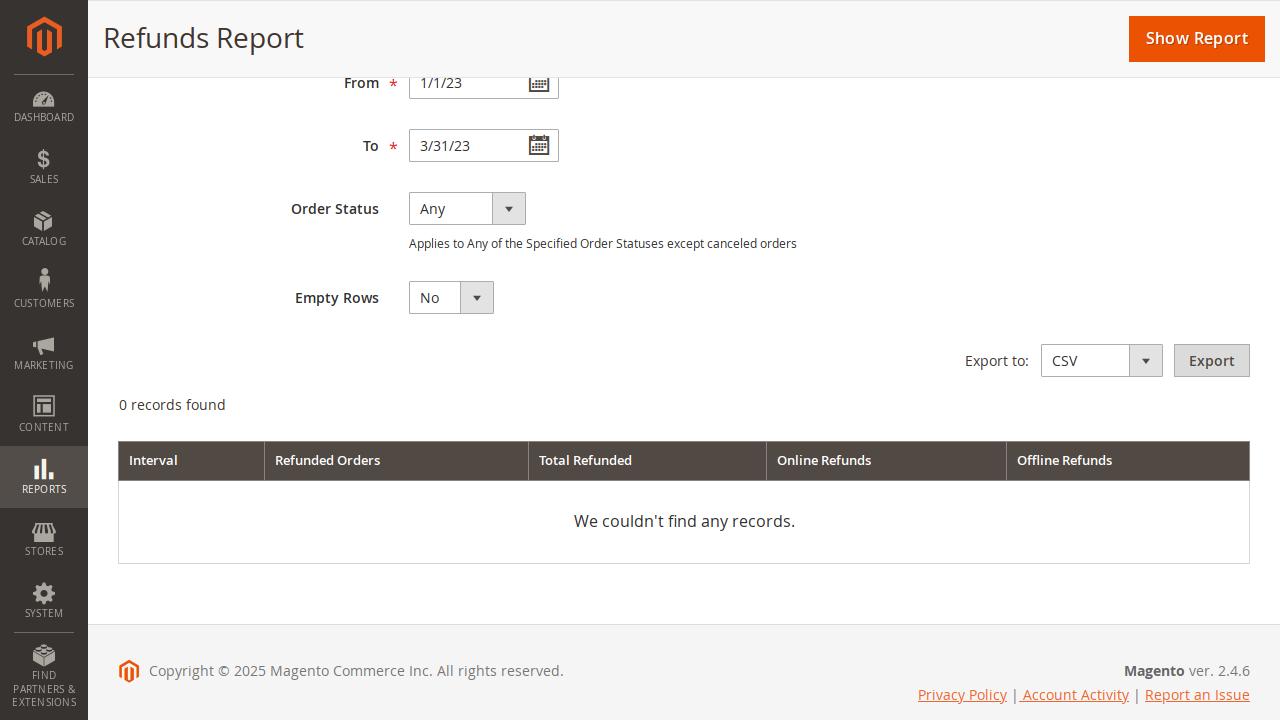 Refunds Report
Show Report
DASHBOARD
SALES
CATALOG
CUSTOMERS
MARKETING
CONTENT
REPORTS
STORES
SYSTEM
FIND
PARTNERS &
EXTENSIONS
From * 1/1/23
To * 3/31/23
Order Status Any
Applies to Any of the Specified Order Statuses except canceled orders
Empty Rows No
Export to: CSV Export
0 records found
Interval Refunded Orders Total Refunded Online Refunds Offline Refunds
We couldn't find any records.
Copyright © 2025 Magento Commerce Inc. All rights reserved.
Magento ver. 2.4.6
Privacy Policy | Account Activity | Report an Issue